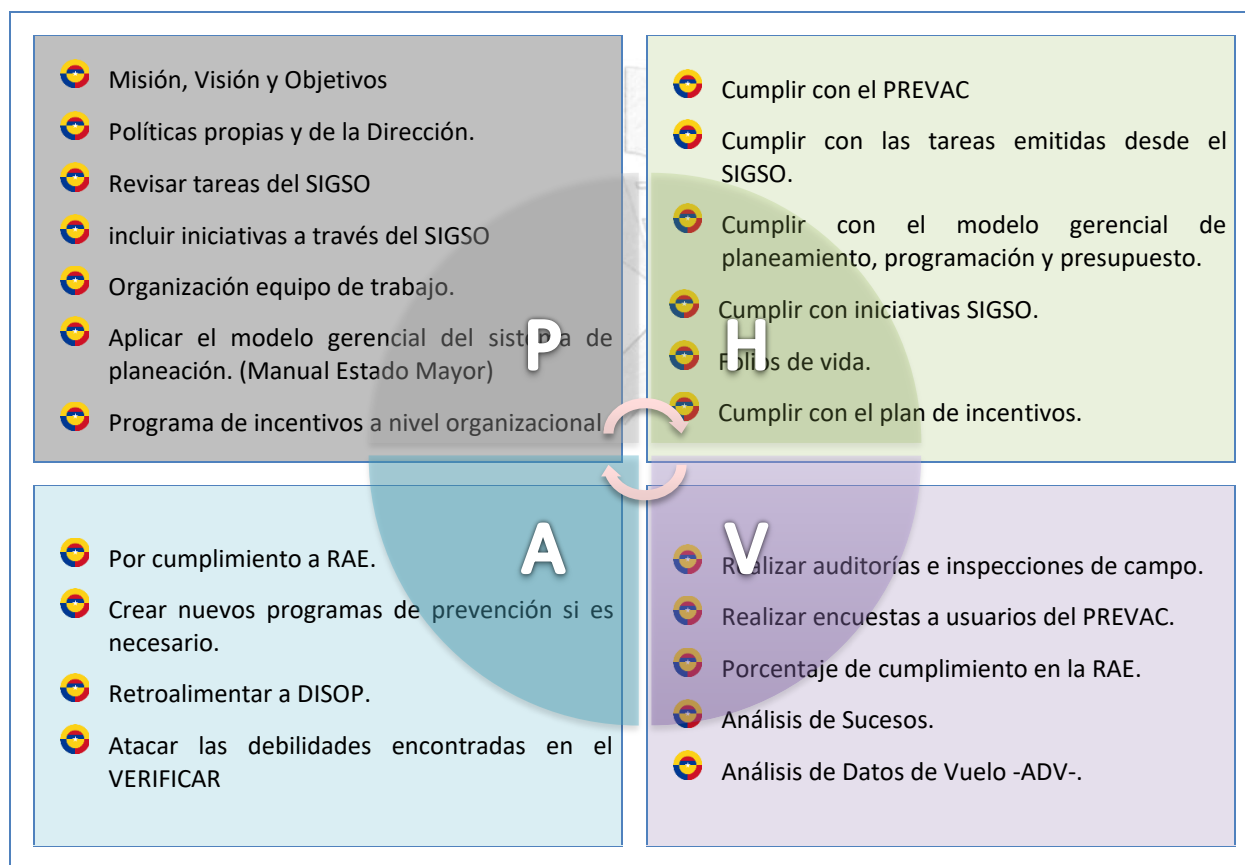 Misión, Visión y Objetivos
Políticas propias y de la Dirección.
Revisar tareas del SIGSO
incluir iniciativas a través del SIGSO
Organización equipo de trabajo.
Aplicar el modelo gerencial del sistema de
planeación. (Manual Estado Mayor)
Programa de incentivos a nivel organizacional
P
Cumplir con el PREVAC
Cumplir con las tareas emitidas desde el
SIGSO.
Cumplir con el modelo gerencial de
planeamiento, programación y presupuesto.
Cumplir con iniciativas SIGSO.
Folios de vida.
Cumplir con el plan de incentivos.
H
Por cumplimiento a RAE.
Crear nuevos programas de prevención si es
necesario.
Retroalimentar a DISOP.
Atacar las debilidades encontradas en el
VERIFICAR
A
Realizar auditorías e inspecciones de campo.
Realizar encuestas a usuarios del PREVAC.
Porcentaje de cumplimiento en la RAE.
Análisis de Sucesos.
Análisis de Datos de Vuelo -ADV-.
V